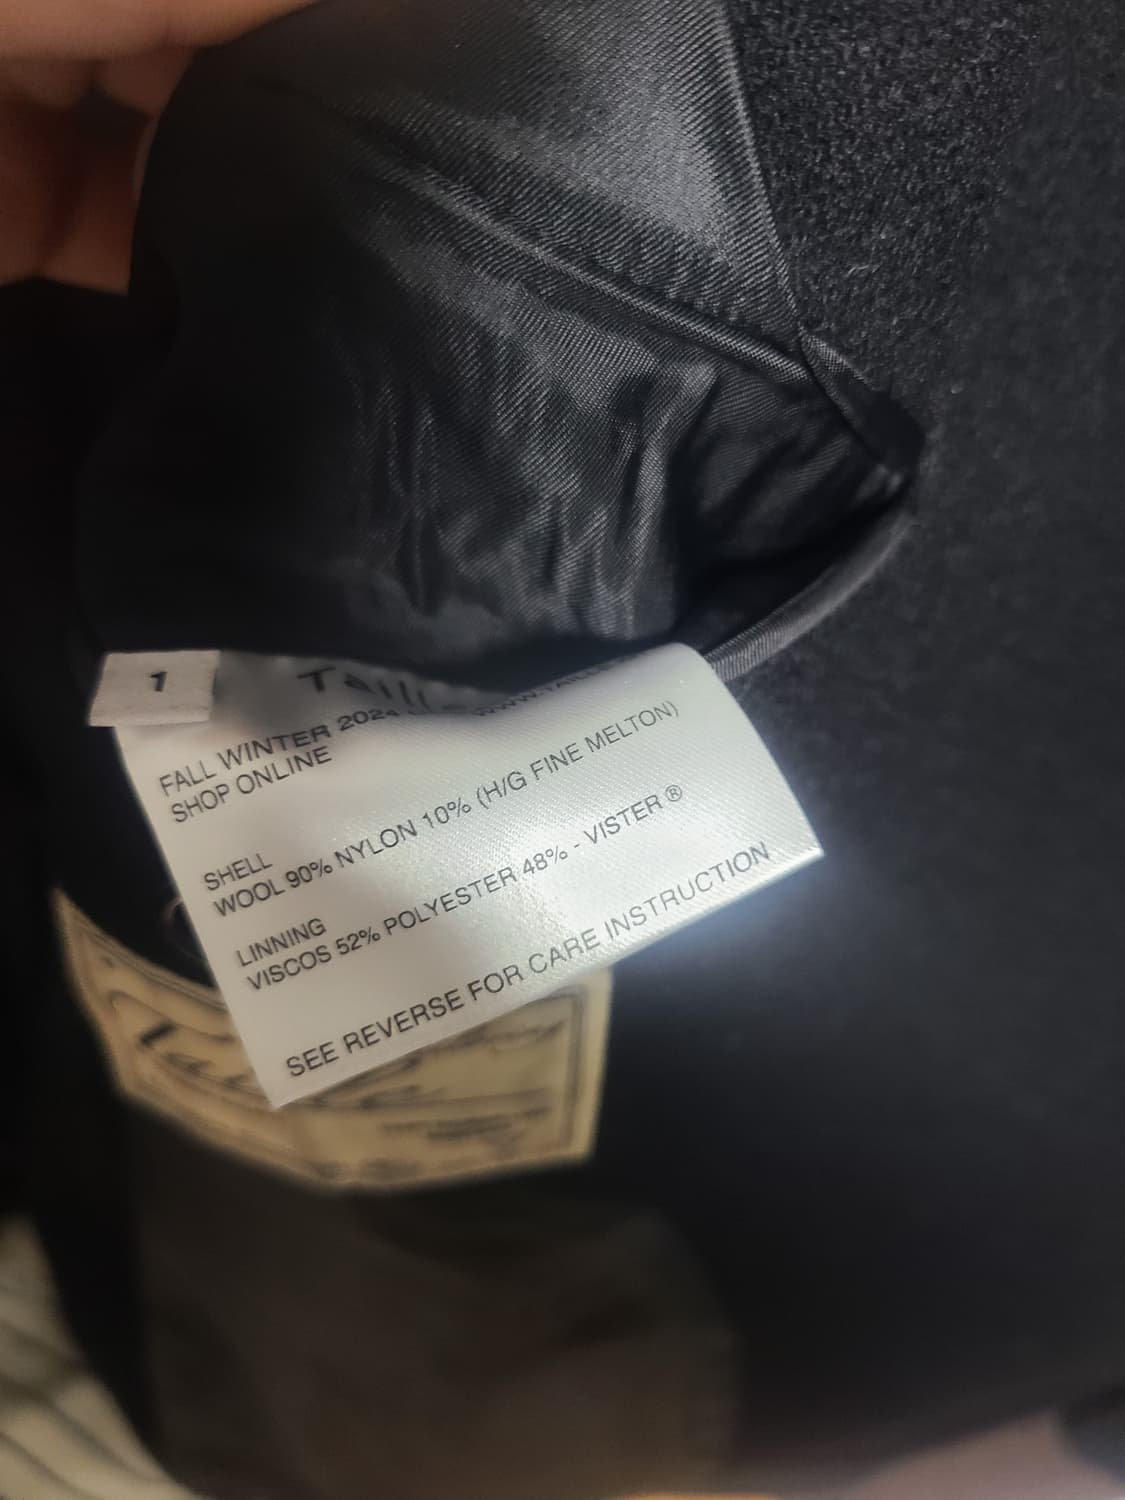 1
FALL WINTER 2024
SHOP ONLINE
SHELL
WOOL 90% NYLON 10% (H/G FINE MELTON)
LINNING
VISCOS 52% POLYESTER 48% - VISTER ®
SEE REVERSE FOR CARE INSTRUCTION